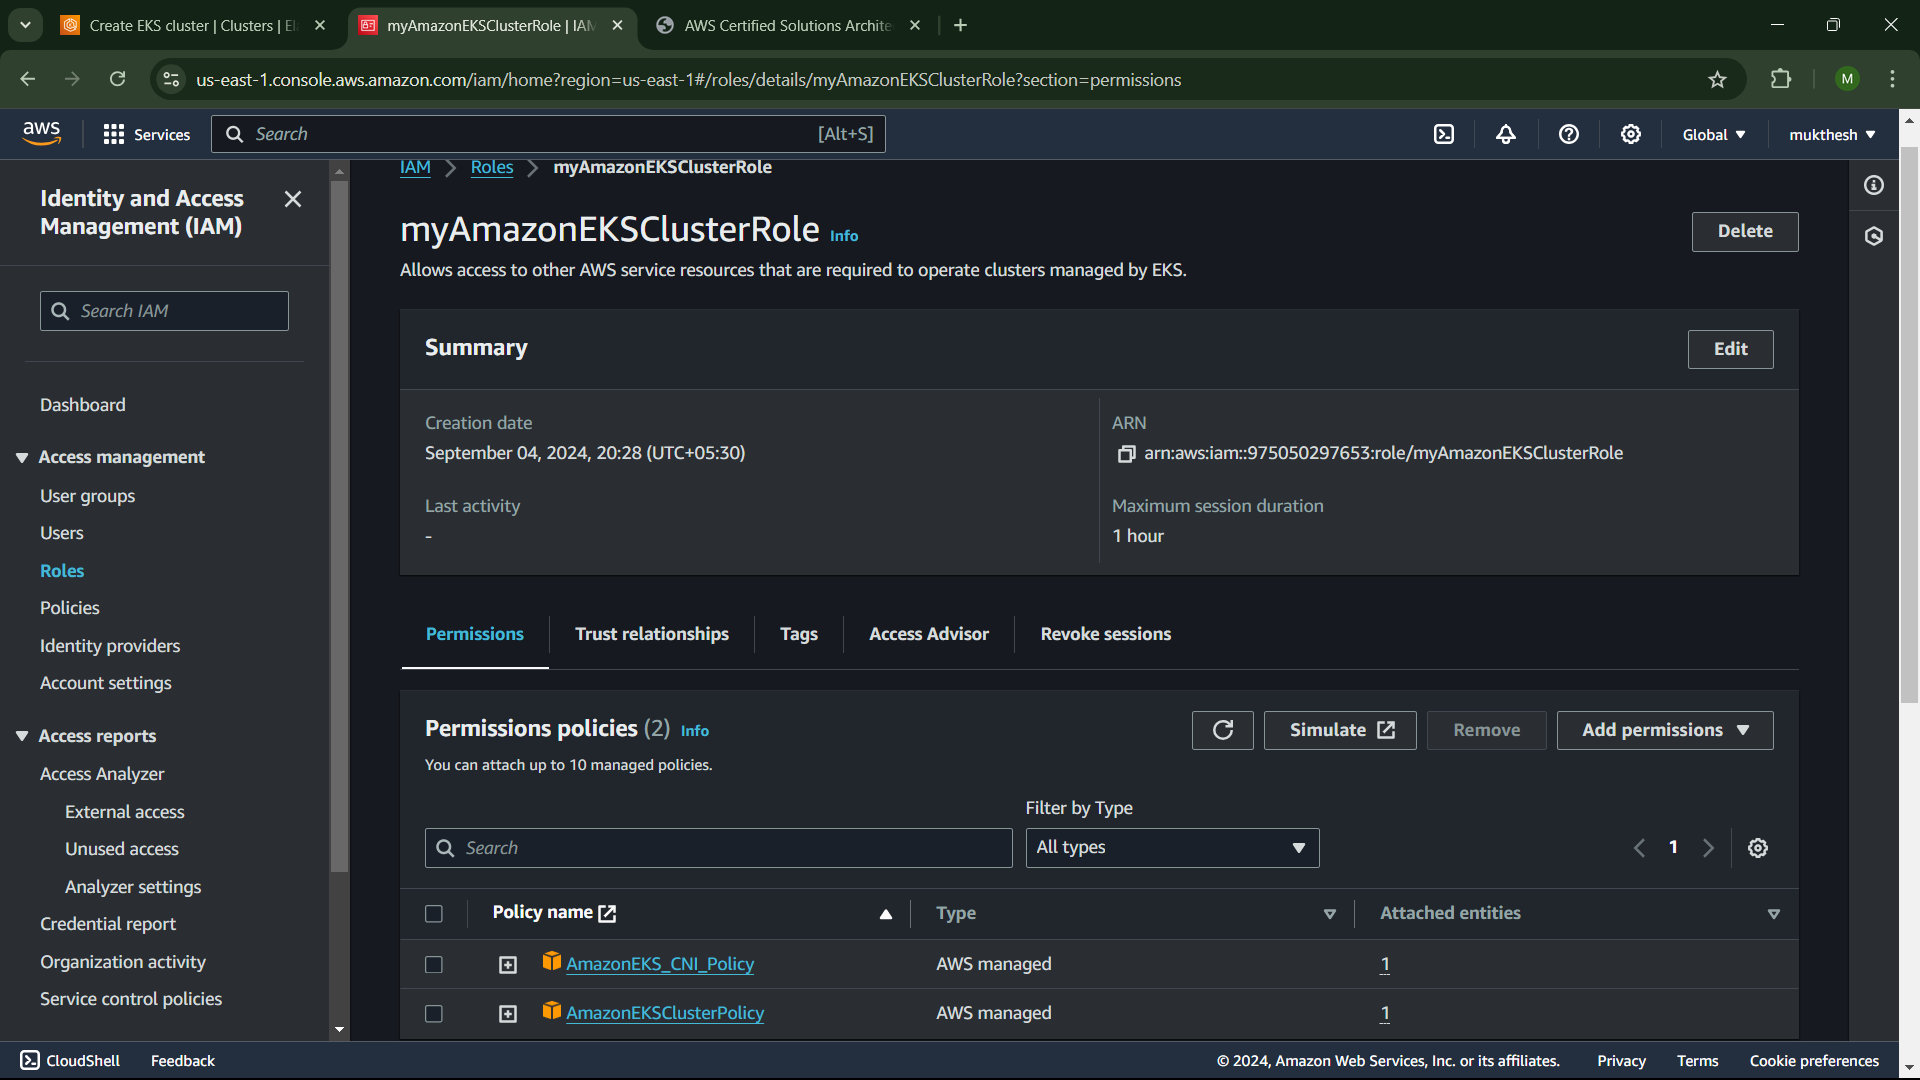 Create EKS cluster | Clusters | El
myAmazonEKSClusterRole | IAM
AWS Certified Solutions Archite
us-east-1.console.aws.amazon.com/iam/home?region=us-east-1#/roles/details/myAmazonEKSClusterRole?section=permissions
M
aws
Services
Search
[Alt+S]
Global
mukthesh
Identity and Access
Management (IAM)
Search IAM
Dashboard
Access management
User groups
Users
Roles
Policies
Identity providers
Account settings
Access reports
Access Analyzer
External access
Unused access
Analyzer settings
Credential report
Organization activity
Service control policies
IAM
Roles
myAmazonEKSClusterRole
myAmazonEKSClusterRole Info
Delete
Allows access to other AWS service resources that are required to operate clusters managed by EKS.
Summary
Edit
Creation date
September 04, 2024, 20:28 (UTC+05:30)
ARN
arn:aws:iam::975050297653:role/myAmazonEKSClusterRole
Last activity
-
Maximum session duration
1 hour
Permissions
Trust relationships
Tags
Access Advisor
Revoke sessions
Permissions policies (2) Info
You can attach up to 10 managed policies.
Simulate
Remove
Add permissions
Filter by Type
Search
All types
1
Policy name
Type
Attached entities
AmazonEKS_CNI_Policy
AWS managed
1
AmazonEKSClusterPolicy
AWS managed
1
CloudShell
Feedback
© 2024, Amazon Web Services, Inc. or its affiliates.
Privacy
Terms
Cookie preferences